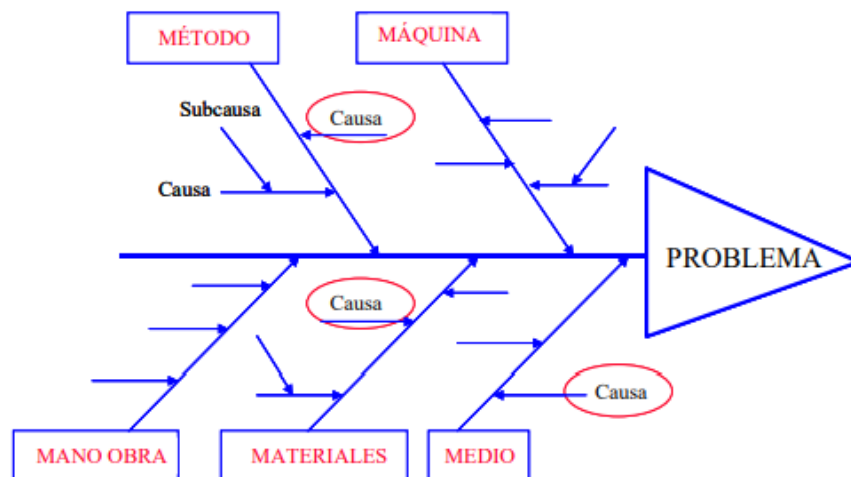 MÉTODO
MÁQUINA
Subcausa
Causa
Causa
PROBLEMA
Causa
Causa
MANO OBRA
MATERIALES
MEDIO